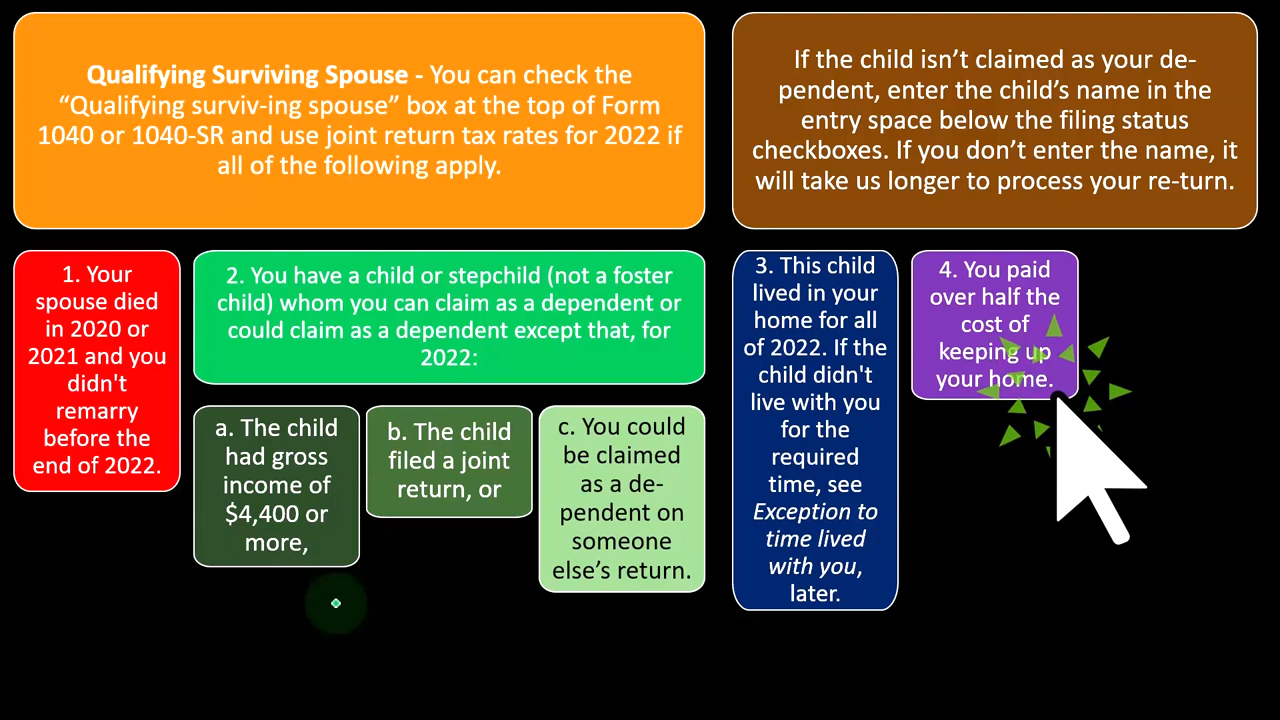 Qualifying Surviving Spouse - You can check the
“Qualifying surviv-ing spouse” box at the top of Form
1040 or 1040-SR and use joint return tax rates for 2022 if
all of the following apply.
If the child isn’t claimed as your de-
pendent, enter the child’s name in the
entry space below the filing status
checkboxes. If you don’t enter the name, it
will take us longer to process your re-turn.
1. Your
spouse died
in 2020 or
2021 and you
didn't
remarry
before the
end of 2022.
2. You have a child or stepchild (not a foster
child) whom you can claim as a dependent or
could claim as a dependent except that, for
2022:
a. The child
had gross
income of
$4,400 or
more,
b. The child
filed a joint
return, or
c. You could
be claimed
as a de-
pendent on
someone
else’s return.
3. This child
lived in your
home for all
of 2022. If the
child didn't
live with you
for the
required
time, see
Exception to
time lived
with you,
later.
4. You paid
over half the
cost of
keeping up
your home.